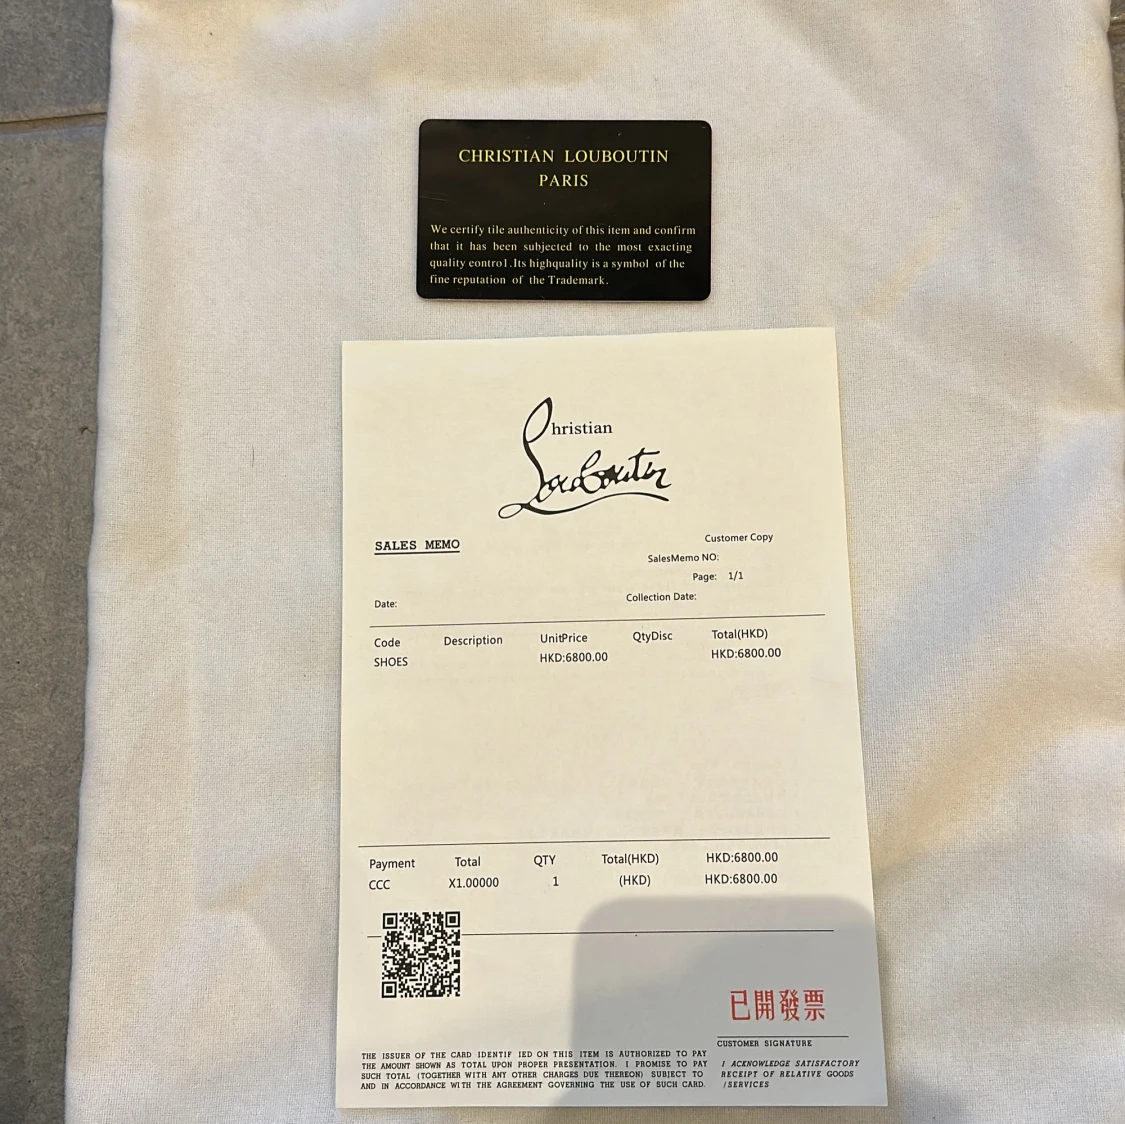 CHRISTIAN LOUBOUTIN
PARIS
We certify tile authenticity of this item and confirm
that it has been subjected to the most exacting
quality eontro1.Its highquality is a symbol of the
fine reputation of the Trademark.
Christian
Louboutin
SALES MEMO
Customer Copy
SalesMemo NO:
Page: 1/1
Date:
Collection Date:
Code Description UnitPrice QtyDisc Total(HKD)
SHOES HKD:6800.00 HKD:6800.00
Payment Total QTY Total(HKD) HKD:6800.00
CCC X1.00000 1 (HKD) HKD:6800.00
已開發票
CUSTOMER SIGNATURE
THE ISSUER OF THE CARD IDENTIF IED ON THIS ITEM IS AUTHORIZED TO PAY
THE AMOUNT SHOWN AS TOTAL UPON PROPER PRESENTATION. I PROMISE TO PAY
SUCH TOTAL (TOGETHER WITH ANY OTHER CHARGES DUE THEREON) SUBJECT TO
AND IN ACCORDANCE WITH THE AGREEMENT GOVERNING THE USE OF SUCH CARD.
I ACKNOWLEDGE SATISFACTORY
RECEIPT OF RELATIVE GOODS
/SERVICES